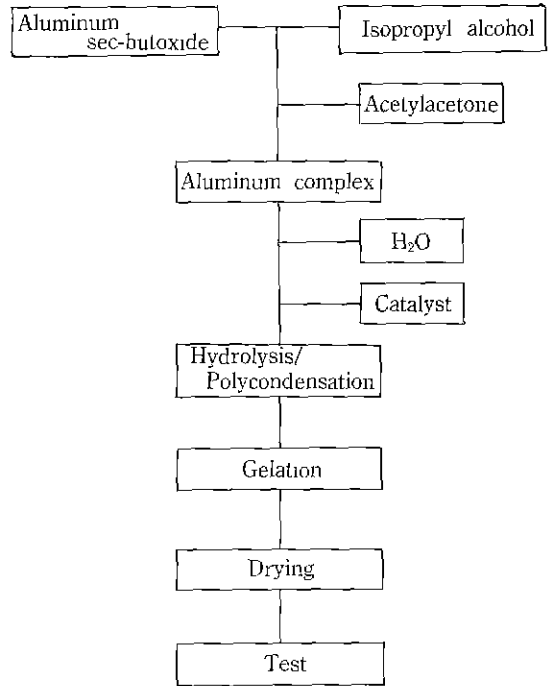 Aluminum
sec-butoxide
Isopropyl alcohol
Acetylacetone
Aluminum complex
H₂O
Catalyst
Hydrolysis/
Polycondensation
Gelation
Drying
Test